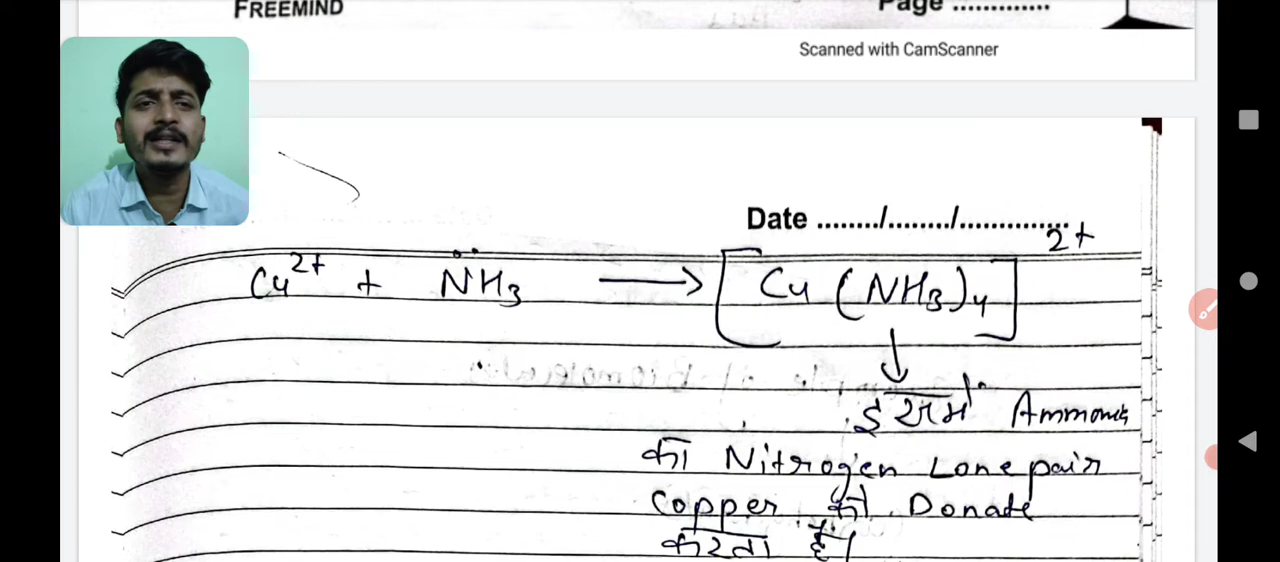 FREEMIND
Page .............
Scanned with CamScanner
Date ......../......../.............
Cu²⁺ + N̈H₃ ⟶ [Cu (NH₃)₄]²⁺
↓
इसमें Ammonia
का Nitrogen Lone pair
Copper को Donate
करता है।